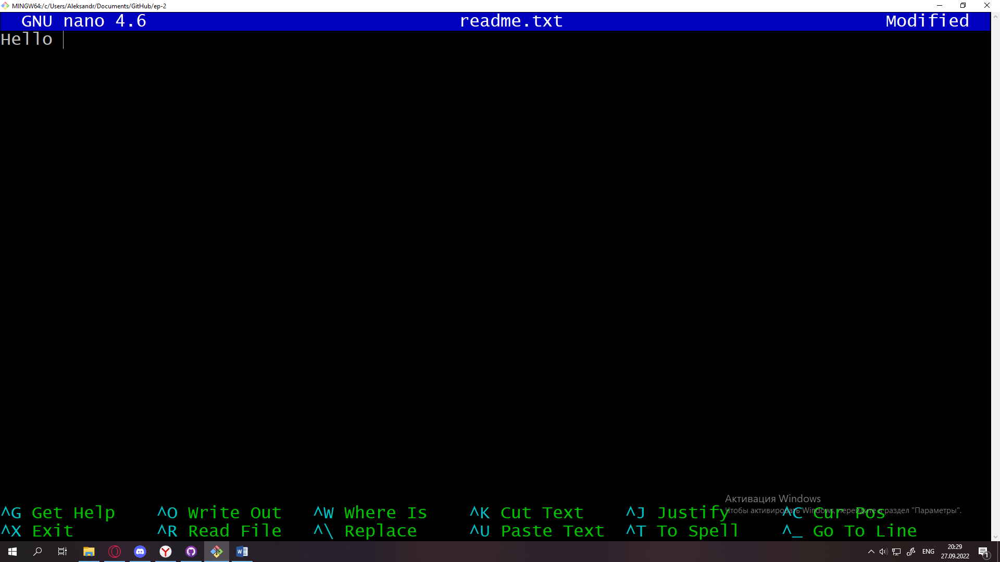 MINGW64:/c/Users/Aleksandr/Documents/GitHub/ep-2
GNU nano 4.6 readme.txt Modified
Hello
Активация Windows
Чтобы активировать Windows, перейдите в раздел "Параметры".
^G Get Help ^O Write Out ^W Where Is ^K Cut Text ^J Justify ^C Cur Pos
^X Exit ^R Read File ^\ Replace ^U Paste Text ^T To Spell ^_ Go To Line
ENG
20:29
27.09.2022
1